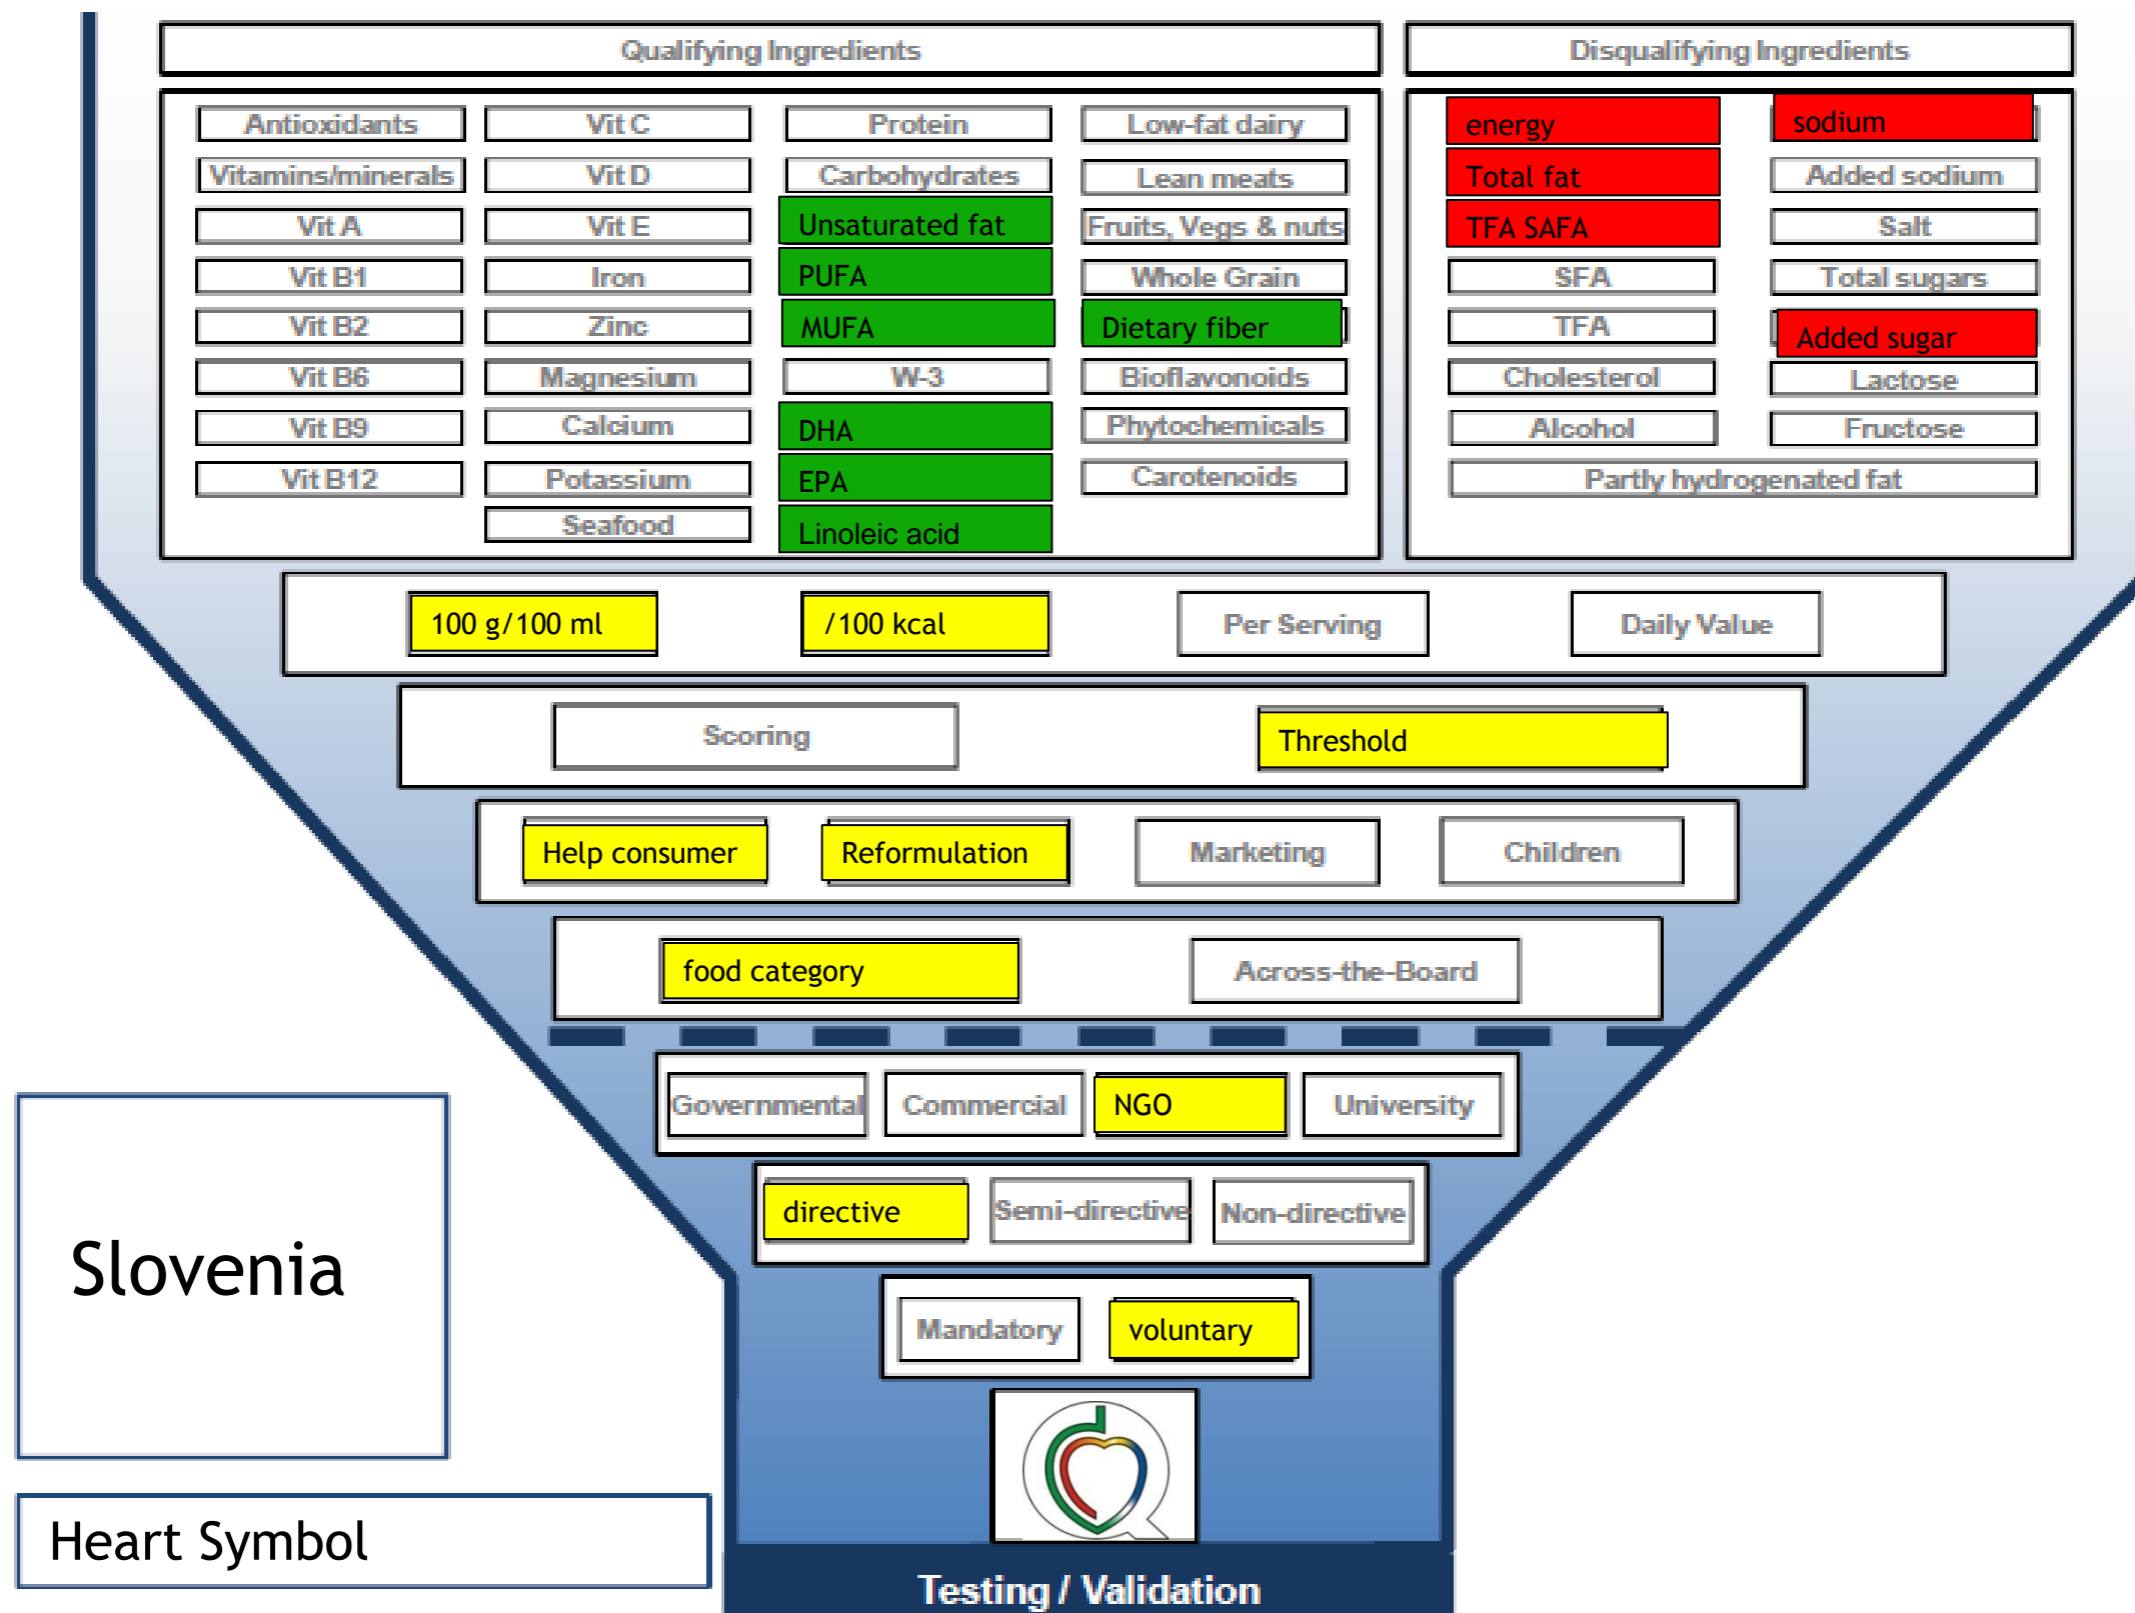 Qualifying Ingredients
Disqualifying Ingredients
Antioxidants Vit C Protein Low-fat dairy energy sodium
Vitamins/minerals Vit D Carbohydrates Lean meats Total fat Added sodium
Vit A Vit E Unsaturated fat Fruits, Vegs & nuts TFA SAFA Salt
Vit B1 Iron PUFA Whole Grain SFA Total sugars
Vit B2 Zinc MUFA Dietary fiber TFA Added sugar
Vit B6 Magnesium W-3 Bioflavonoids Cholesterol Lactose
Vit B9 Calcium DHA Phytochemicals Alcohol Fructose
Vit B12 Potassium EPA Carotenoids Partly hydrogenated fat
Seafood Linoleic acid
100 g/100 ml /100 kcal Per Serving Daily Value
Scoring Threshold
Help consumer Reformulation Marketing Children
food category Across-the-Board
Governmental Commercial NGO University
directive Semi-directive Non-directive
Mandatory voluntary
Slovenia
Heart Symbol
Testing / Validation